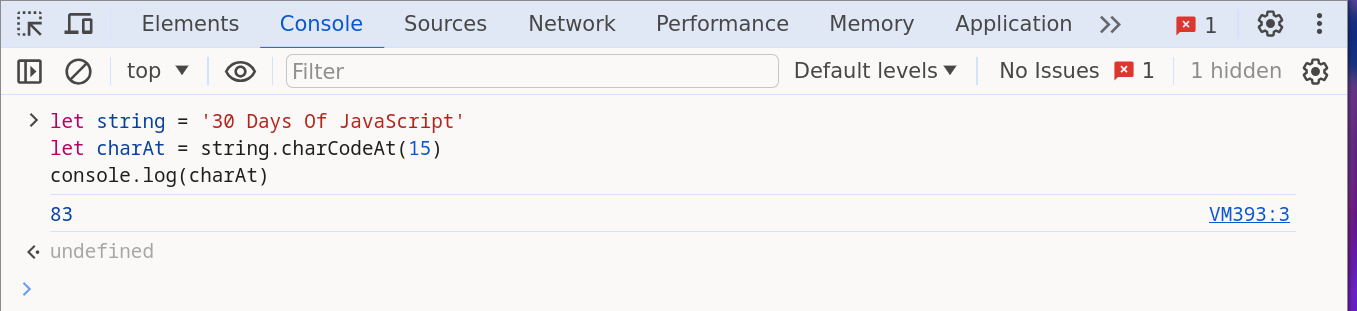 Elements Console Sources Network Performance Memory Application 1
top Filter Default levels No Issues 1 1 hidden
let string = '30 Days Of JavaScript'
let charAt = string.charCodeAt(15)
console.log(charAt)
83 VM393:3
undefined